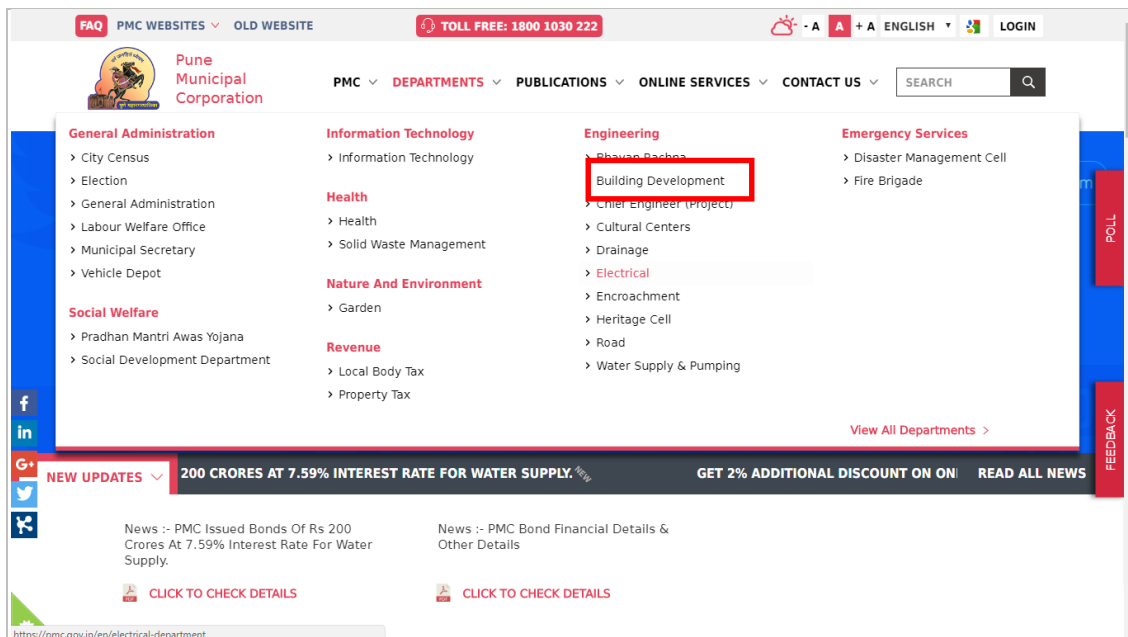 FAQ PMC WEBSITES OLD WEBSITE TOLL FREE: 1800 1030 222 - A A + A ENGLISH LOGIN
Pune
Municipal
Corporation
PMC DEPARTMENTS PUBLICATIONS ONLINE SERVICES CONTACT US SEARCH
General Administration
City Census
Election
General Administration
Labour Welfare Office
Municipal Secretary
Vehicle Depot
Social Welfare
Pradhan Mantri Awas Yojana
Social Development Department
Information Technology
Information Technology
Health
Health
Solid Waste Management
Nature And Environment
Garden
Revenue
Local Body Tax
Property Tax
Engineering
Bhavan Rachna
Building Development
Chief Engineer (Project)
Cultural Centers
Drainage
Electrical
Encroachment
Heritage Cell
Road
Water Supply & Pumping
Emergency Services
Disaster Management Cell
Fire Brigade
View All Departments >
POLL
FEEDBACK
NEW UPDATES 200 CRORES AT 7.59% INTEREST RATE FOR WATER SUPPLY. NEW GET 2% ADDITIONAL DISCOUNT ON ONL READ ALL NEWS
News :- PMC Issued Bonds Of Rs 200
Crores At 7.59% Interest Rate For Water
Supply.
CLICK TO CHECK DETAILS
News :- PMC Bond Financial Details &
Other Details
CLICK TO CHECK DETAILS
https://pmc.gov.in/en/electrical-department